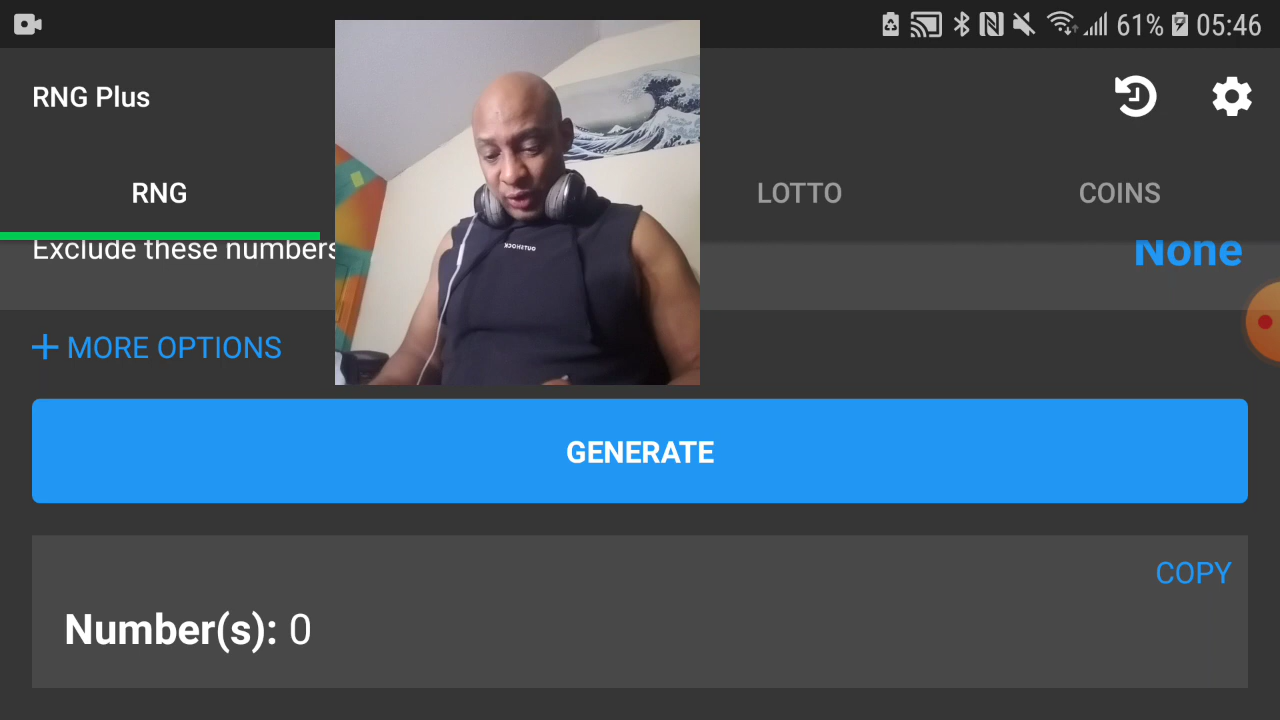 61% 05:46
RNG Plus
RNG
LOTTO
COINS
Exclude these numbers
None
+ MORE OPTIONS
GENERATE
COPY
Number(s): 0